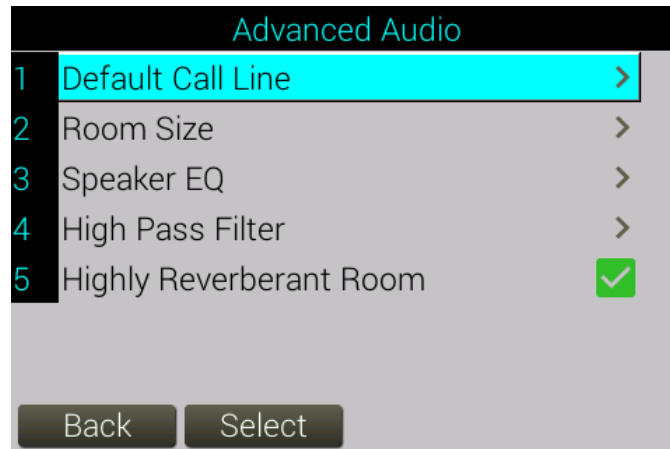 Advanced Audio
1 Default Call Line >
2 Room Size >
3 Speaker EQ >
4 High Pass Filter >
5 Highly Reverberant Room
Back Select